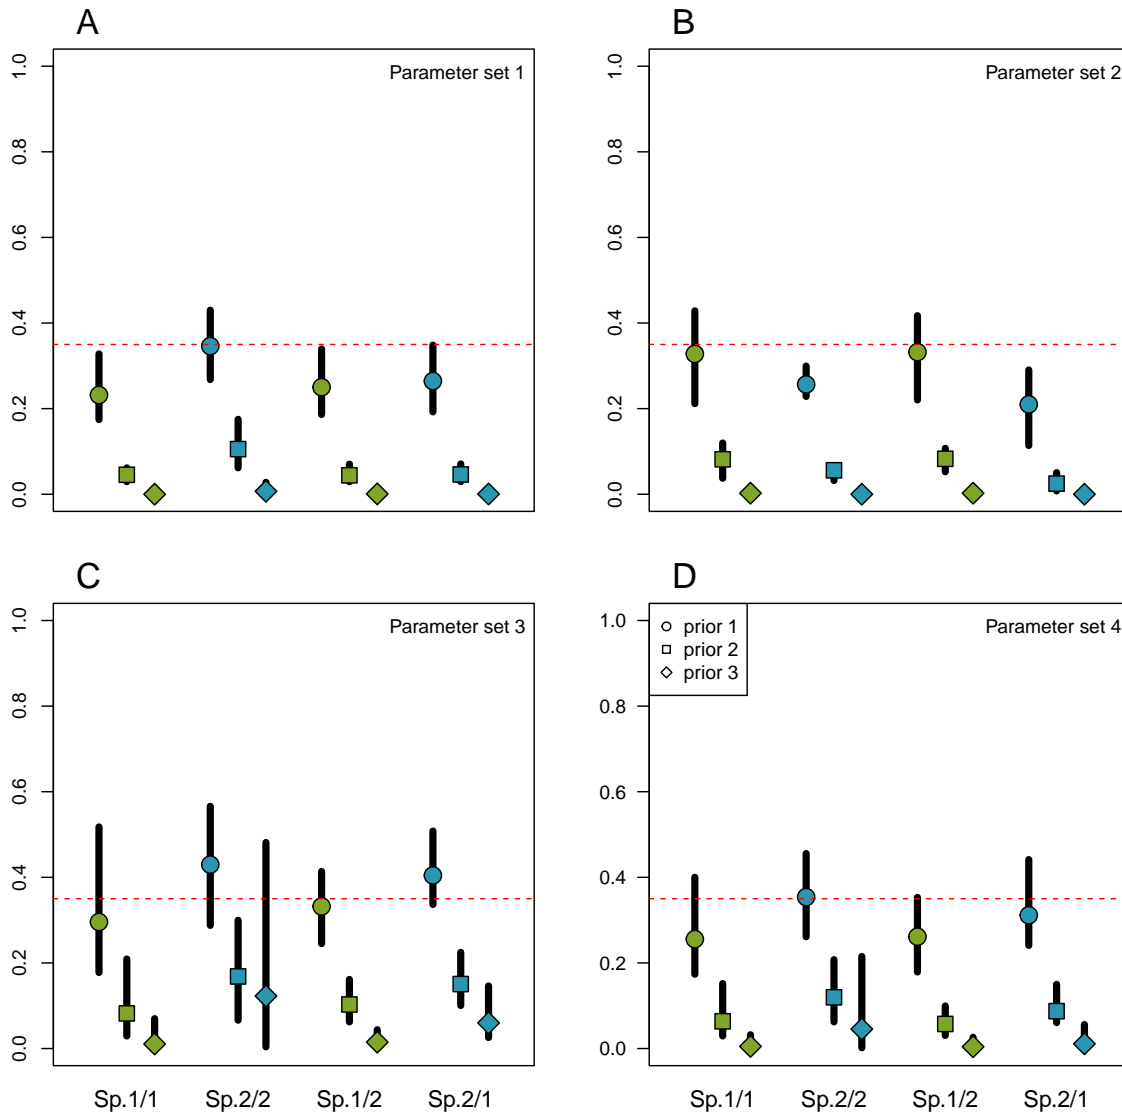 A
Parameter set 1
1.0
0.8
0.6
0.4
0.2
0.0
B
Parameter set 2
1.0
0.8
0.6
0.4
0.2
0.0
C
Parameter set 3
1.0
0.8
0.6
0.4
0.2
0.0
Sp.1/1 Sp.2/2 Sp.1/2 Sp.2/1
D
Parameter set 4
prior 1
prior 2
prior 3
1.0
0.8
0.6
0.4
0.2
0.0
Sp.1/1 Sp.2/2 Sp.1/2 Sp.2/1